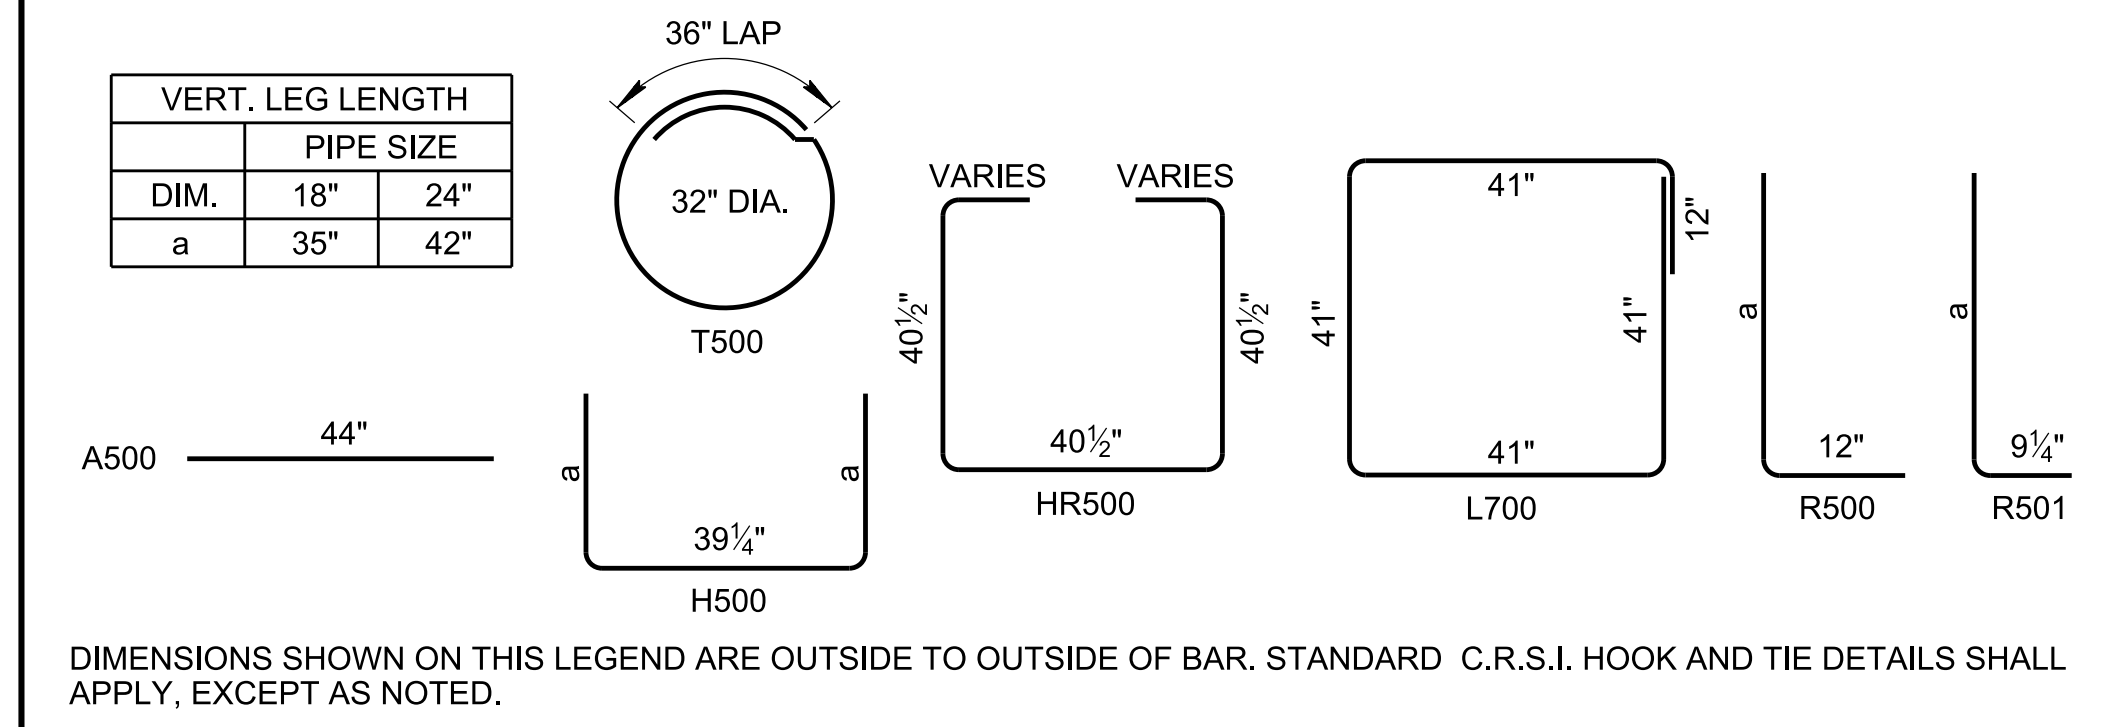 VERT. LEG LENGTH
PIPE SIZE
DIM. 18" 24"
a 35" 42"
36" LAP
32" DIA.
T500
A500 44"
a a
39¼"
H500
VARIES VARIES
40½" 40½"
40½"
HR500
41"
12"
41" 41"
41"
L700
a
12"
R500
a
9¼"
R501
DIMENSIONS SHOWN ON THIS LEGEND ARE OUTSIDE TO OUTSIDE OF BAR. STANDARD C.R.S.I. HOOK AND TIE DETAILS SHALL
APPLY, EXCEPT AS NOTED.